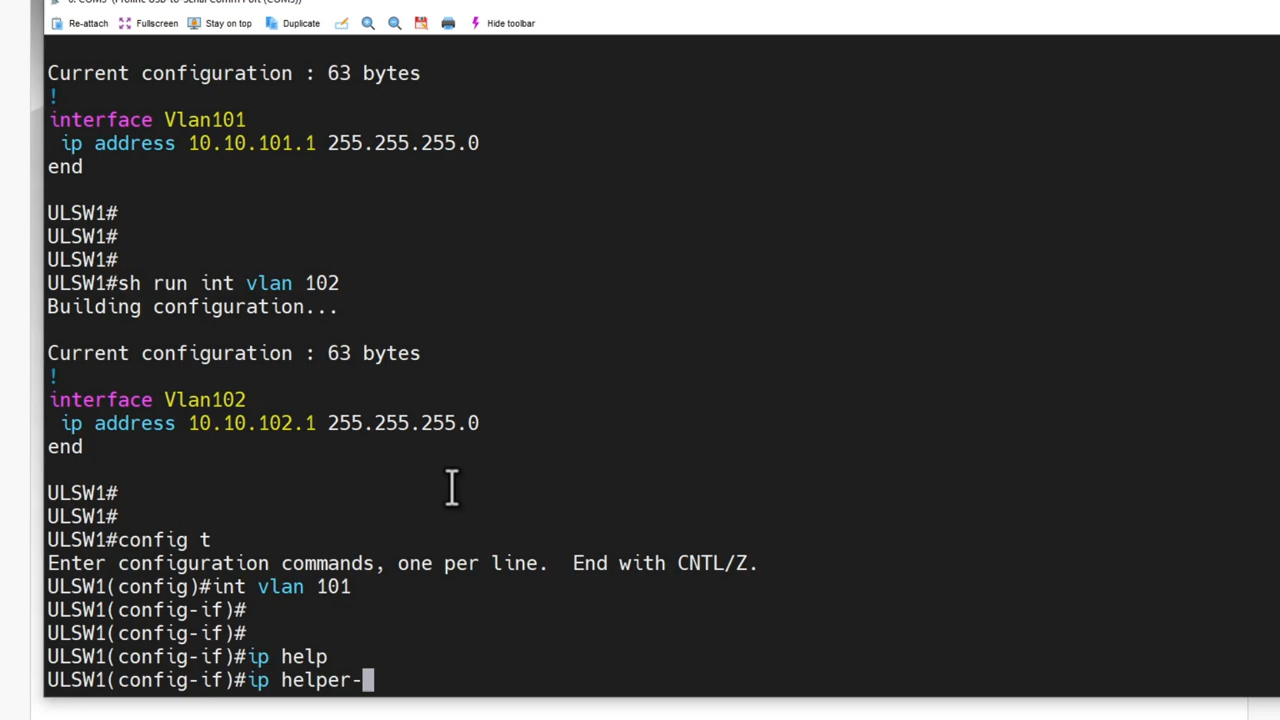 Re-attach Fullscreen Stay on top Duplicate Hide toolbar
Current configuration : 63 bytes
!
interface Vlan101
ip address 10.10.101.1 255.255.255.0
end
ULSW1#
ULSW1#
ULSW1#
ULSW1#sh run int vlan 102
Building configuration...
Current configuration : 63 bytes
!
interface Vlan102
ip address 10.10.102.1 255.255.255.0
end
ULSW1#
ULSW1#
ULSW1#config t
Enter configuration commands, one per line.  End with CNTL/Z.
ULSW1(config)#int vlan 101
ULSW1(config-if)#
ULSW1(config-if)#
ULSW1(config-if)#ip help
ULSW1(config-if)#ip helper-